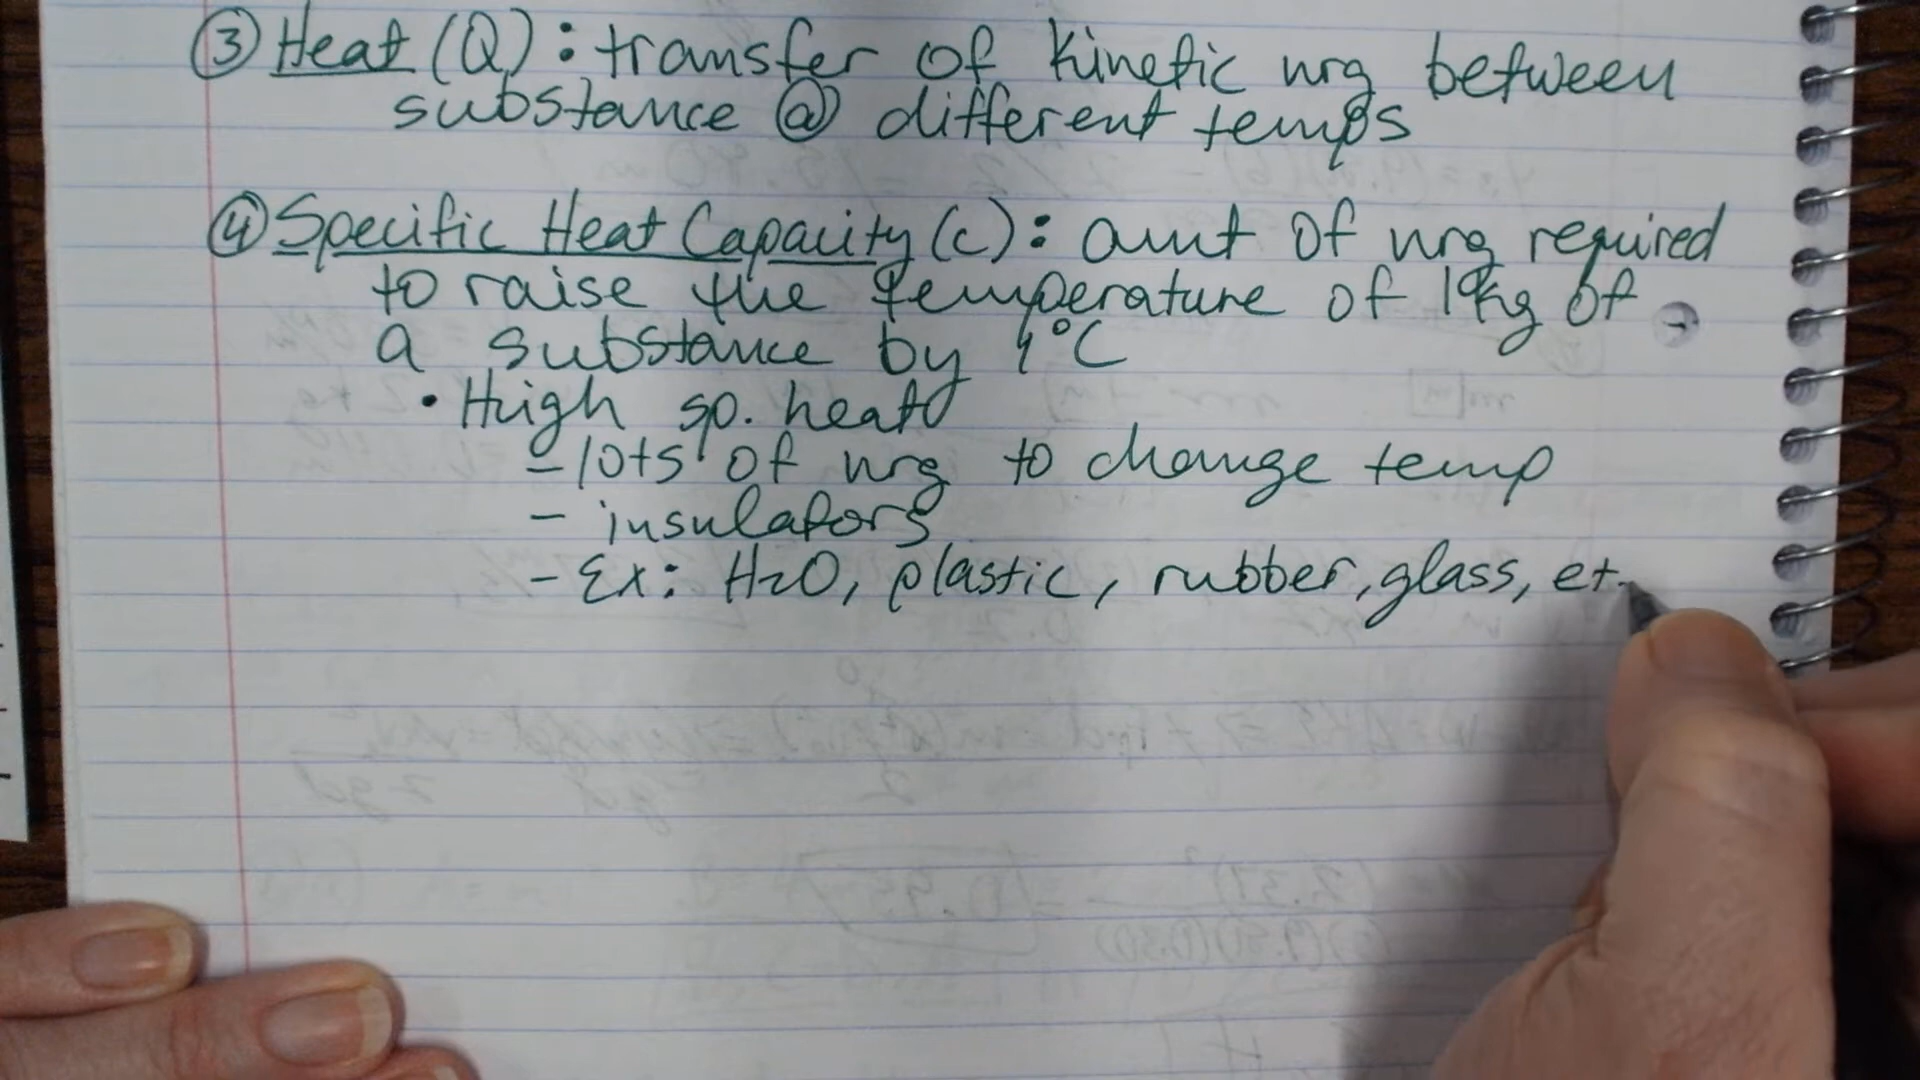 ③ Heat (Q): transfer of kinetic nrg between
substance @ different temps
④ Specific Heat Capacity (c): amt of nrg required
to raise the temperature of 1kg of
a substance by 1°C
• High sp. heat
- lots of nrg to change temp
- insulators
- Ex: H2O, plastic, rubber, glass, et